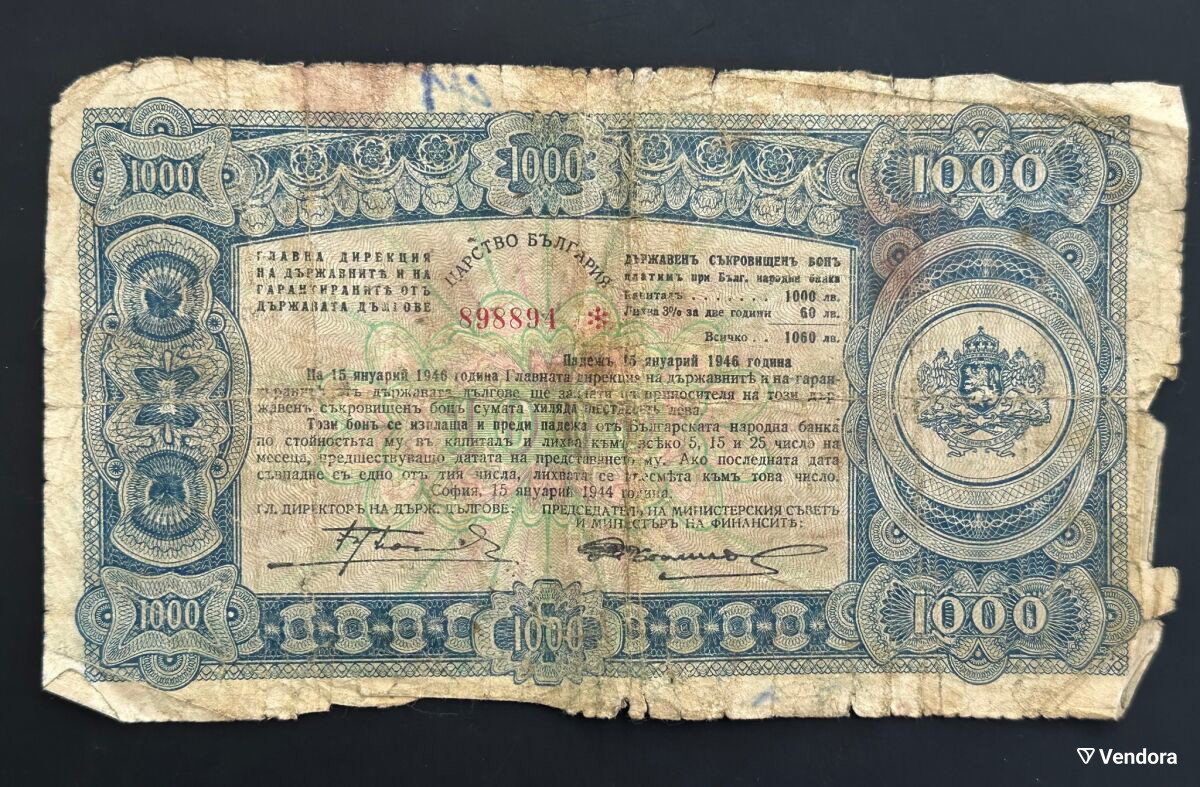 1000
1000
1000
ЦАРСТВО БЪЛГАРИЯ
ГЛАВНА ДИРЕКЦИЯ
НА ДЪРЖАВНИТѢ И НА
ГАРАНТИРАНИТѢ ОТЪ
ДЪРЖАВАТА ДЪЛГОВЕ
898894 *
ДЪРЖАВЕНЪ СЪКРОВИЩЕНЪ БОНЪ
платимъ при Бълг. народна банка
Капиталъ . . . . . . . 1000 лв.
Лихва 3% за две години 60 лв.
Всичко . . 1060 лв.
Падежъ 15 януарий 1946 година
На 15 януарий 1946 година Главната дирекция на държавнитѣ и на гаран-
тиранитѣ отъ държавата дългове ще заплати на приносителя на този дър-
жавенъ съкровищенъ бонъ сумата хиляда шестдесетъ лева.
Този бонъ се изплаща и преди падежа отъ Българската народна банка
по стойностьта му въ капиталъ и лихва къмъ всѣко 5, 15 и 25 число на
месеца, предшествуващо датата на представянето му. Ако последната дата
съвпадне съ едно отъ тия числа, лихвата се пресмѣта къмъ това число.
София, 15 януарий 1944 година.
ГЛ. ДИРЕКТОРЪ НА ДЪРЖ. ДЪЛГОВЕ:
ПРЕДСЕДАТЕЛЬ НА МИНИСТЕРСКИЯ СЪВЕТЪ
И МИНИСТЪРЪ НА ФИНАНСИТѢ:
1000
1000
1000
Vendora